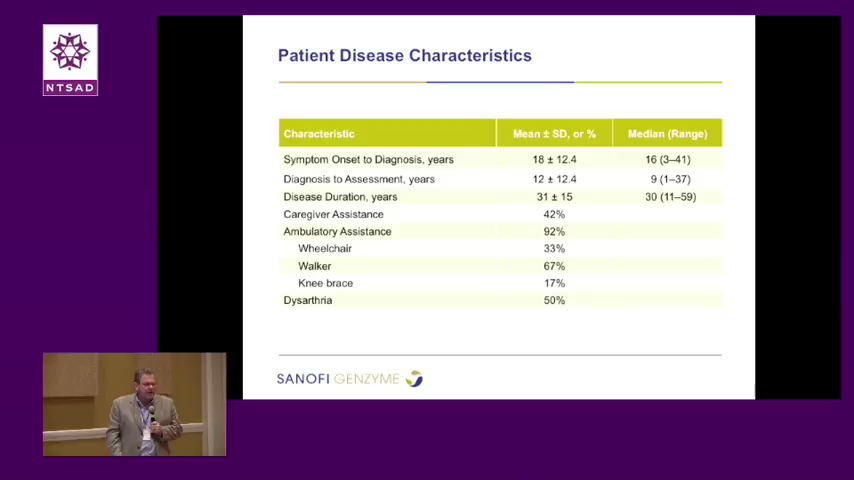 NTSAD
Patient Disease Characteristics
Characteristic Mean ± SD, or % Median (Range)
Symptom Onset to Diagnosis, years 18 ± 12.4 16 (3–41)
Diagnosis to Assessment, years 12 ± 12.4 9 (1–37)
Disease Duration, years 31 ± 15 30 (11–59)
Caregiver Assistance 42%
Ambulatory Assistance 92%
Wheelchair 33%
Walker 67%
Knee brace 17%
Dysarthria 50%
SANOFI GENZYME